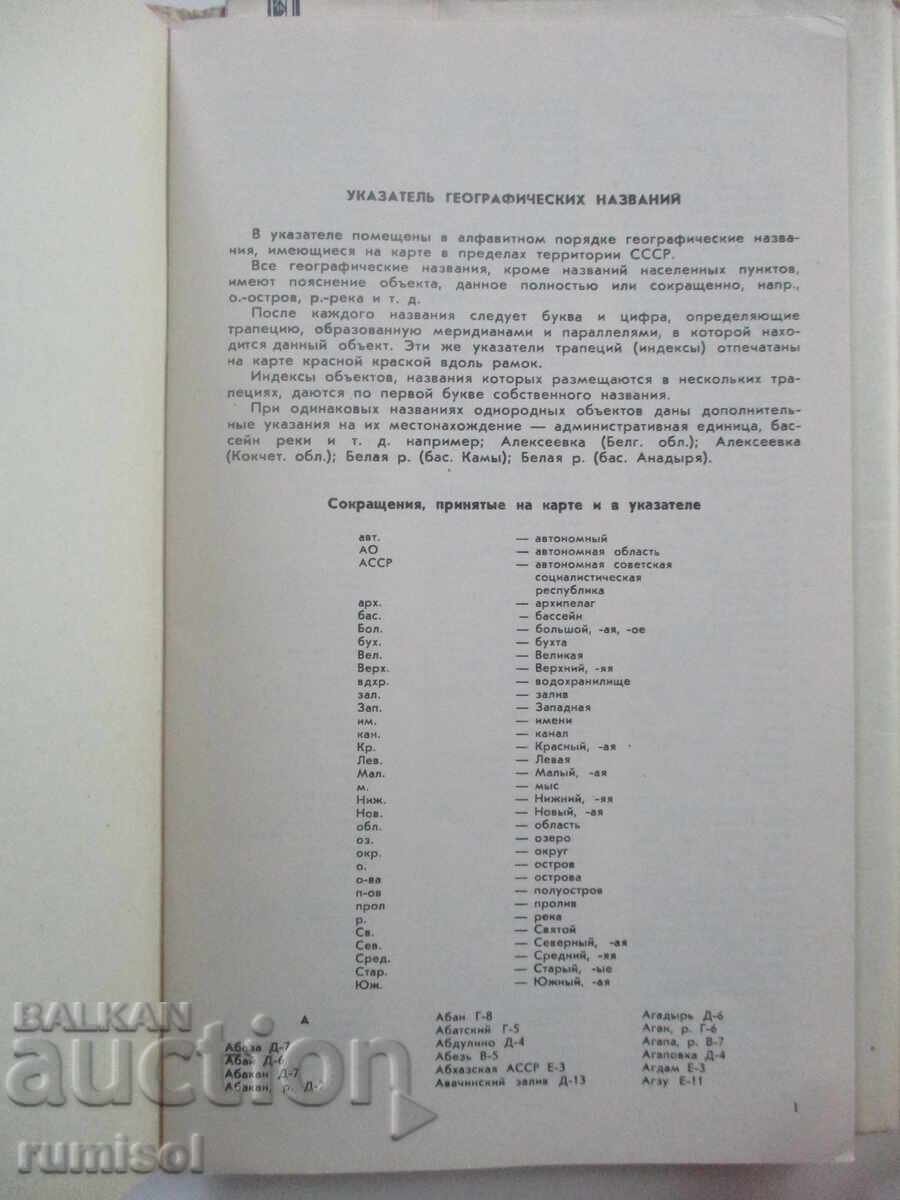 УКАЗАТЕЛЬ ГЕОГРАФИЧЕСКИХ НАЗВАНИЙ
В указателе помещены в алфавитном порядке географические назва-
ния, имеющиеся на карте в пределах территории СССР.
Все географические названия, кроме названий населенных пунктов,
имеют пояснение объекта, данное полностью или сокращенно, напр.,
о.-остров, р.-река и т. д.
После каждого названия следует буква и цифра, определяющие
трапецию, образованную меридианами и параллелями, в которой нахо-
дится данный объект. Эти же указатели трапеций (индексы) отпечатаны
на карте красной краской вдоль рамок.
Индексы объектов, названия которых размещаются в нескольких тра-
пециях, даются по первой букве собственного названия.
При одинаковых названиях однородных объектов даны дополнитель-
ные указания на их местонахождение — административная единица, бас-
сейн реки и т. д. например; Алексеевка (Белг. обл.); Алексеевка
(Кокчет. обл.); Белая р. (бас. Камы); Белая р. (бас. Анадыря).
Сокращения, принятые на карте и в указателе
авт. — автономный
АО — автономная область
АССР — автономная советская
социалистическая
республика
арх. — архипелаг
бас. — бассейн
Бол. — большой, -ая, -ое
бух. — бухта
Вел. — Великая
Верх. — Верхний, -яя
вдхр. — водохранилище
зал. — залив
Зап. — Западная
им. — имени
кан. — канал
Кр. — Красный, -ая
Лев. — Левая
Мал. — Малый, -ая
м. — мыс
Ниж. — Нижний, -яя
Нов. — Новый, -ая
обл. — область
оз. — озеро
окр. — округ
о. — остров
о-ва — острова
п-ов — полуостров
прол — пролив
р. — река
Св. — Святой
Сев. — Северный, -ая
Сред. — Средний, -яя
Стар. — Старый, -ые
Юж. — Южный, -ая
А
Абаза Д-7
Абай Д-6
Абакан Д-7
Абакан, р. Д-7
Абан Г-8
Абатский Г-5
Абдулино Д-4
Абезь В-5
Абхазская АССР Е-3
Авачинский залив Д-13
Агадырь Д-6
Аган, р. Г-6
Агапа, р. В-7
Агаповка Д-4
Агдам Е-3
Агзу Е-11
1
BALKAN
auction
rumisol